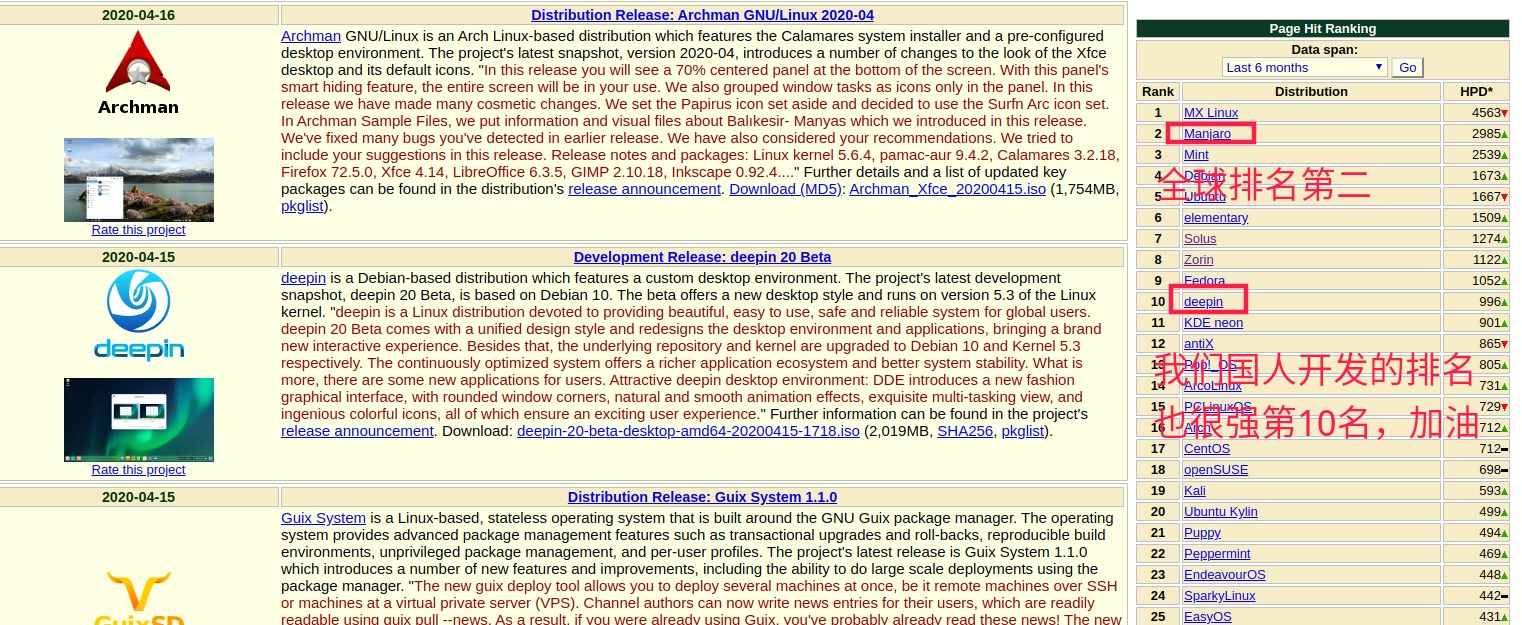 2020-04-16
Distribution Release: Archman GNU/Linux 2020-04
Archman
Archman GNU/Linux is an Arch Linux-based distribution which features the Calamares system installer and a pre-configured
desktop environment. The project's latest snapshot, version 2020-04, introduces a number of changes to the look of the Xfce
desktop and its default icons. "In this release you will see a 70% centered panel at the bottom of the screen. With this panel's
smart hiding feature, the entire screen will be in your use. We also grouped window tasks as icons only in the panel. In this
release we have made many cosmetic changes. We set the Papirus icon set aside and decided to use the Surfn Arc icon set.
In Archman Sample Files, we put information and visual files about Balıkesir- Manyas which we introduced in this release.
We've fixed many bugs you've detected in earlier release. We have also considered your recommendations. We tried to
include your suggestions in this release. Release notes and packages: Linux kernel 5.6.4, pamac-aur 9.4.2, Calamares 3.2.18,
Firefox 72.5.0, Xfce 4.14, LibreOffice 6.3.5, GIMP 2.10.18, Inkscape 0.92.4...." Further details and a list of updated key
packages can be found in the distribution's release announcement. Download (MD5): Archman_Xfce_20200415.iso (1,754MB,
pkglist).
Rate this project
2020-04-15
Development Release: deepin 20 Beta
deepin
deepin is a Debian-based distribution which features a custom desktop environment. The project's latest development
snapshot, deepin 20 Beta, is based on Debian 10. The beta offers a new desktop style and runs on version 5.3 of the Linux
kernel. "deepin is a Linux distribution devoted to providing beautiful, easy to use, safe and reliable system for global users.
deepin 20 Beta comes with a unified design style and redesigns the desktop environment and applications, bringing a brand
new interactive experience. Besides that, the underlying repository and kernel are upgraded to Debian 10 and Kernel 5.3
respectively. The continuously optimized system offers a richer application ecosystem and better system stability. What is
more, there are some new applications for users. Attractive deepin desktop environment: DDE introduces a new fashion
graphical interface, with rounded window corners, natural and smooth animation effects, exquisite multi-tasking view, and
ingenious colorful icons, all of which ensure an exciting user experience." Further information can be found in the project's
release announcement. Download: deepin-20-beta-desktop-amd64-20200415-1718.iso (2,019MB, SHA256, pkglist).
Rate this project
2020-04-15
Distribution Release: Guix System 1.1.0
GuixSD
Guix System is a Linux-based, stateless operating system that is built around the GNU Guix package manager. The operating
system provides advanced package management features such as transactional upgrades and roll-backs, reproducible build
environments, unprivileged package management, and per-user profiles. The project's latest release is Guix System 1.1.0
which introduces a number of new features and improvements, including the ability to do large scale deployments using the
package manager. "The new guix deploy tool allows you to deploy several machines at once, be it remote machines over SSH
or machines at a virtual private server (VPS). Channel authors can now write news entries for their users, which are readily
readable using guix pull --news. As a result, if you were already using Guix, you've probably already read these news! The new
Page Hit Ranking
Data span:
Last 6 months Go
Rank Distribution HPD*
1 MX Linux 4563
2 Manjaro 2985
3 Mint 2539
4 Debian 1673
全球排名第二
5 Ubuntu 1667
6 elementary 1509
7 Solus 1274
8 Zorin 1122
9 Fedora 1052
10 deepin 996
11 KDE neon 901
12 antiX 865
13 Pop!_OS 805
我们国人开发的排名
14 ArcoLinux 731
15 PCLinuxOS 729
也很强第10名，加油
16 Arch 712
17 CentOS 712
18 openSUSE 698
19 Kali 593
20 Ubuntu Kylin 499
21 Puppy 494
22 Peppermint 469
23 EndeavourOS 448
24 SparkyLinux 442
25 EasyOS 431